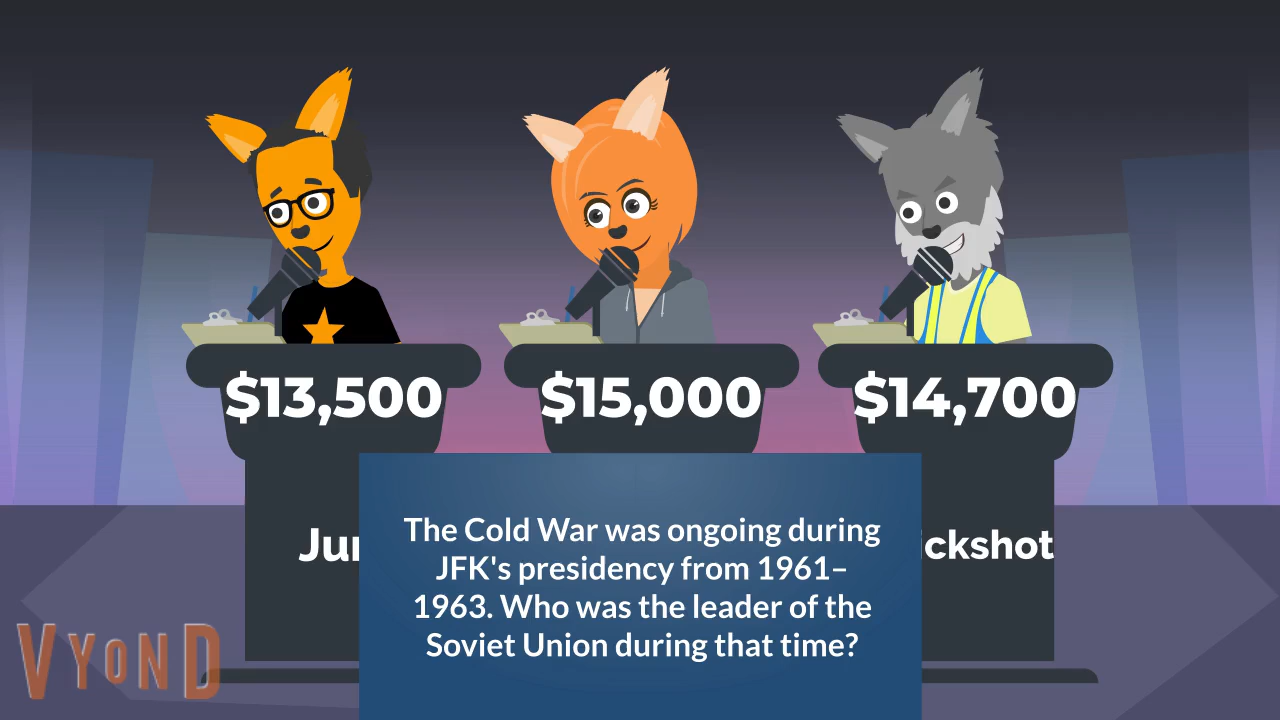 $13,500
$15,000
$14,700
The Cold War was ongoing during
JFK's presidency from 1961–
1963. Who was the leader of the
Soviet Union during that time?
VYOND